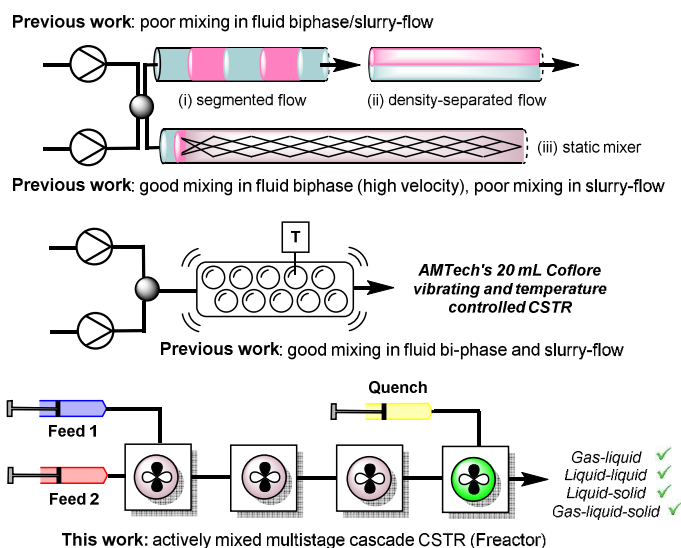 Previous work: poor mixing in fluid biphase/slurry-flow
(i) segmented flow
(ii) density-separated flow
(iii) static mixer
Previous work: good mixing in fluid biphase (high velocity), poor mixing in slurry-flow
T
AMTech's 20 mL Coflore
vibrating and temperature
controlled CSTR
Previous work: good mixing in fluid bi-phase and slurry-flow
Quench
Feed 1
Feed 2
Gas-liquid
Liquid-liquid
Liquid-solid
Gas-liquid-solid
This work: actively mixed multistage cascade CSTR (Freactor)